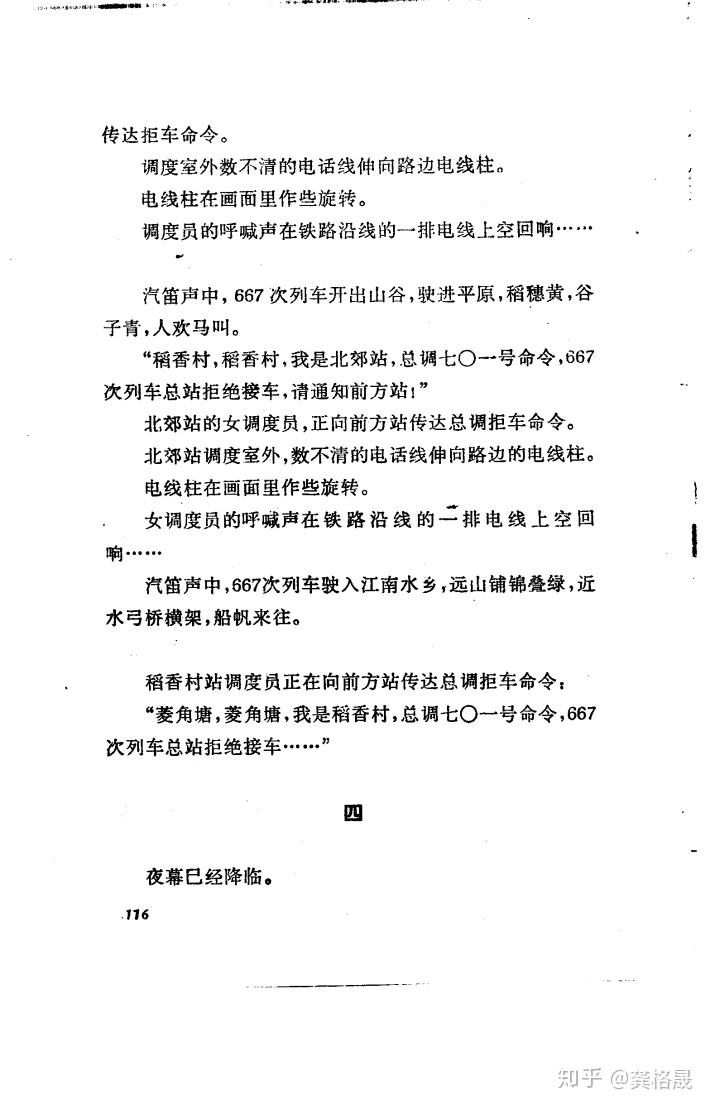 传达拒车命令。
调度室外数不清的电话线伸向路边电线柱。
电线柱在画面里作些旋转。
调度员的呼喊声在铁路沿线的一排电线上空回响……
汽笛声中，667次列车开出山谷，驶进平原，稻穗黄，谷
子青，人欢马叫。
“稻香村，稻香村，我是北郊站，总调七〇一号命令，667
次列车总站拒绝接车，请通知前方站！”
北郊站的女调度员，正向前方站传达总调拒车命令。
北郊站调度室外，数不清的电话线伸向路边的电线柱。
电线柱在画面里作些旋转。
女调度员的呼喊声在铁路沿线的一排电线上空回
响……
汽笛声中，667次列车驶入江南水乡，远山铺锦叠绿，近
水弓桥横架，船帆来往。
稻香村站调度员正在向前方站传达总调拒车命令：
“菱角塘，菱角塘，我是稻香村，总调七〇一号命令，667
次列车总站拒绝接车……”
四
夜幕已经降临。
116
知乎 @龚格晟